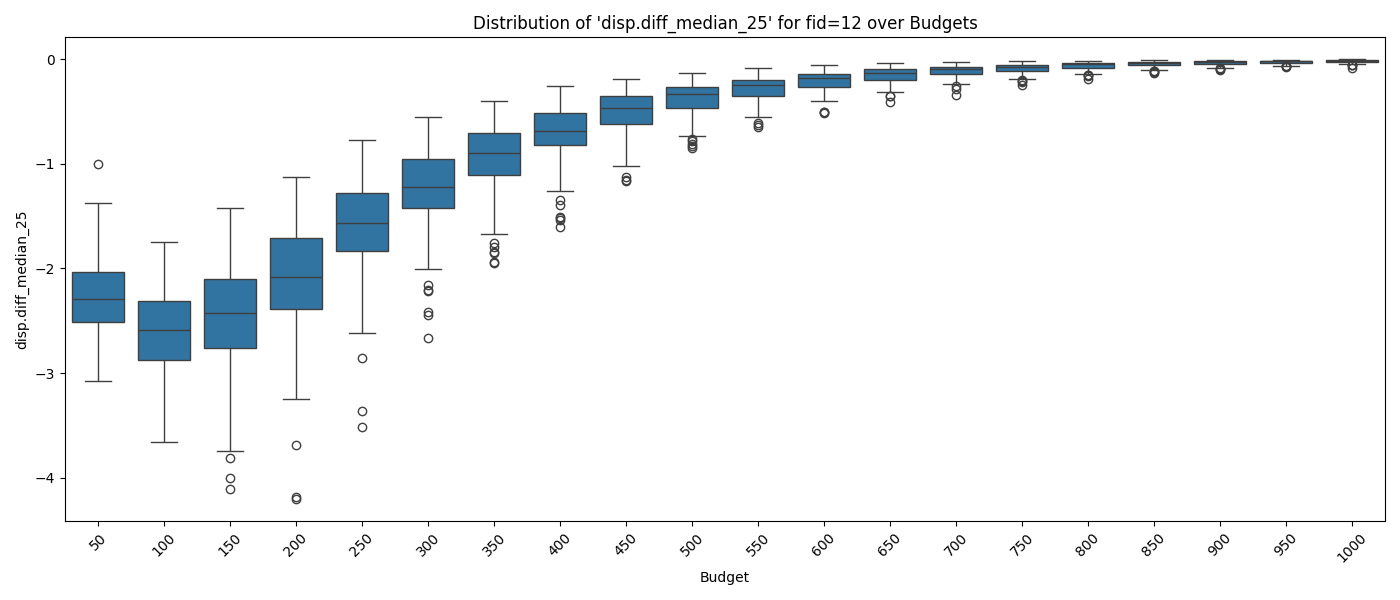 Distribution of 'disp.diff_median_25' for fid=12 over Budgets
disp.diff_median_25
0
−1
−2
−3
−4
50 100 150 200 250 300 350 400 450 500 550 600 650 700 750 800 850 900 950 1000
Budget